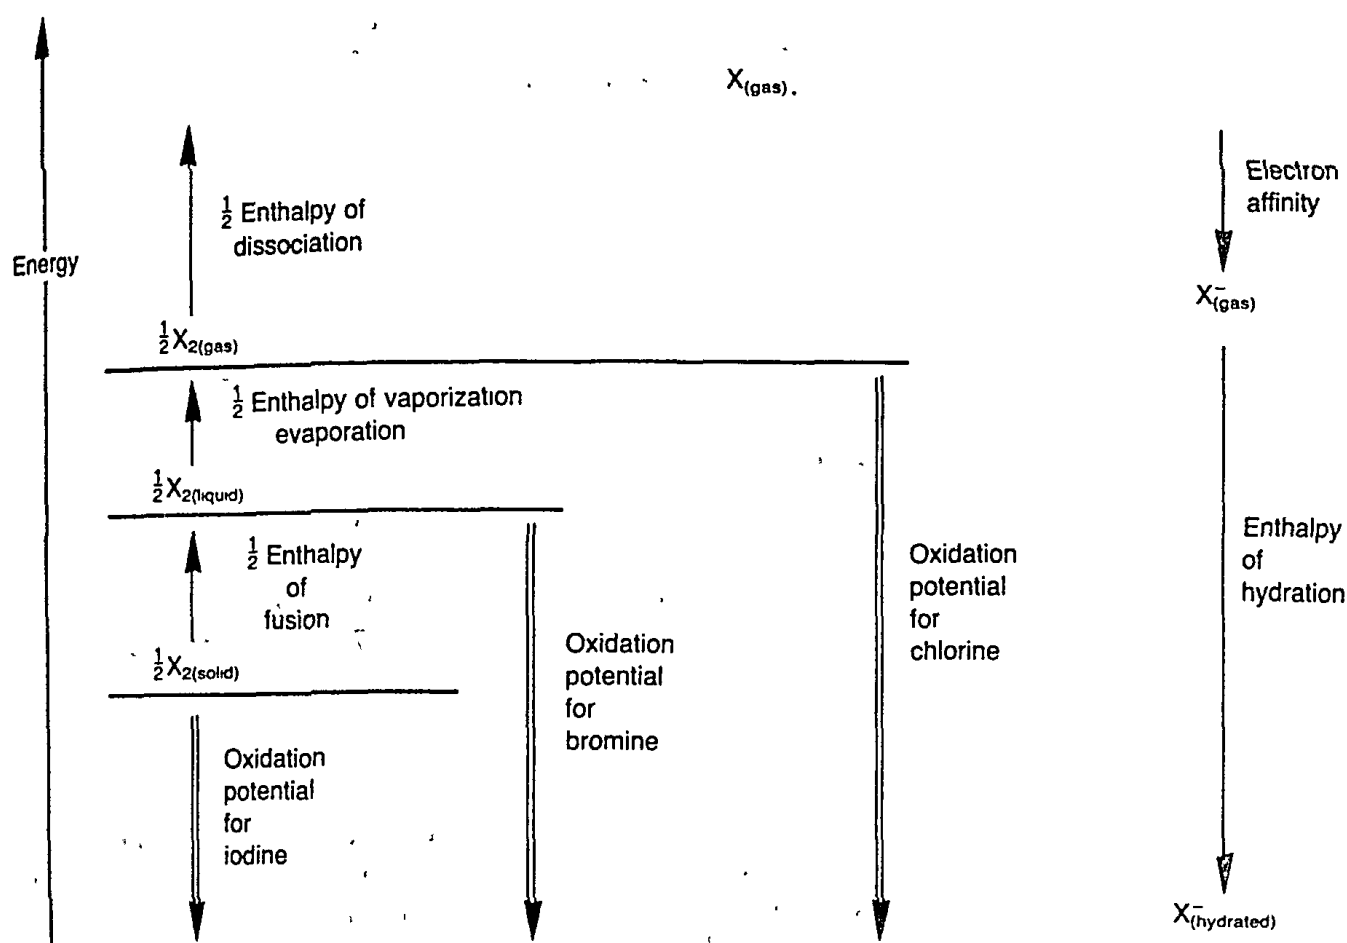 X(gas).
Electron
affinity
½ Enthalpy of
dissociation
Energy
X⁻(gas)
½X₂(gas)
½ Enthalpy of vaporization
evaporation
½X₂(liquid)
½ Enthalpy
of
fusion
Oxidation
potential
for
chlorine
Enthalpy
of
hydration
½X₂(solid)
Oxidation
potential
for
bromine
Oxidation
potential
for
iodine
X⁻(hydrated)